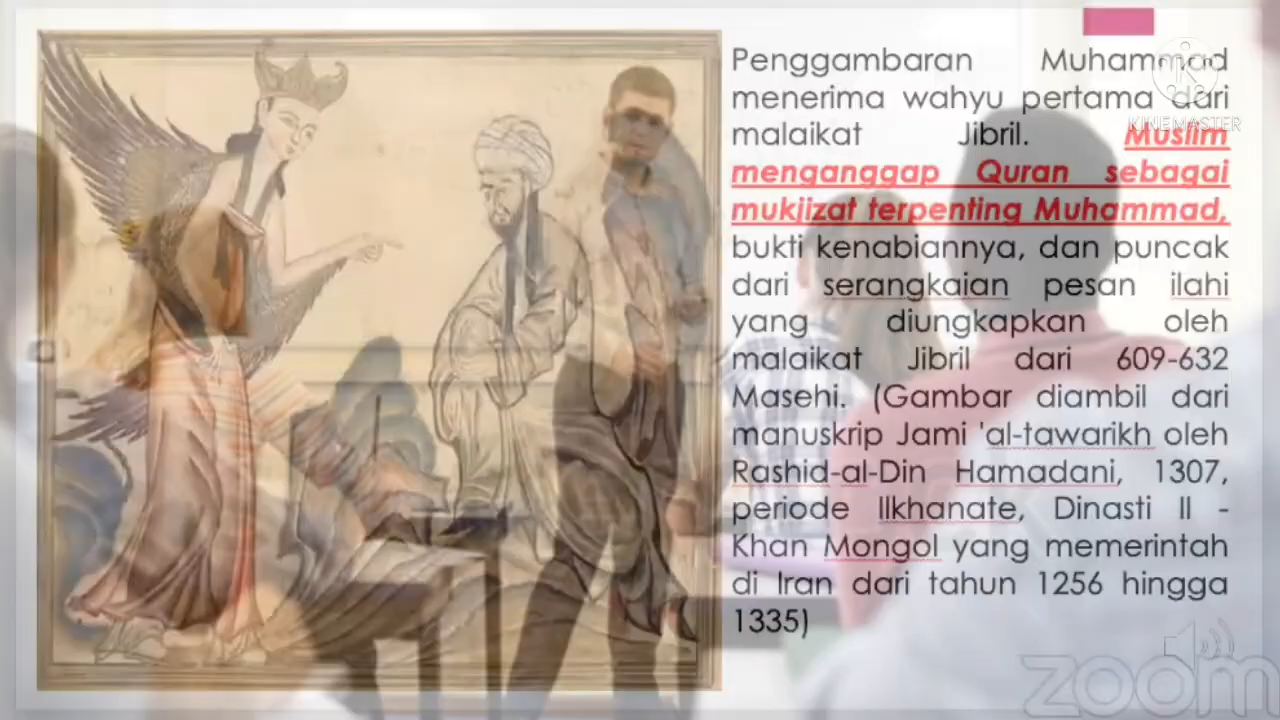 Penggambaran Muhammad
menerima wahyu pertama dari
malaikat Jibril. Muslim
menganggap Quran sebagai
mukjizat terpenting Muhammad,
bukti kenabiannya, dan puncak
dari serangkaian pesan ilahi
yang diungkapkan oleh
malaikat Jibril dari 609-632
Masehi. (Gambar diambil dari
manuskrip Jami 'al-tawarikh oleh
Rashid-al-Din Hamadani, 1307,
periode Ilkhanate, Dinasti Il -
Khan Mongol yang memerintah
di Iran dari tahun 1256 hingga
1335)
KINEMASTER
zoom